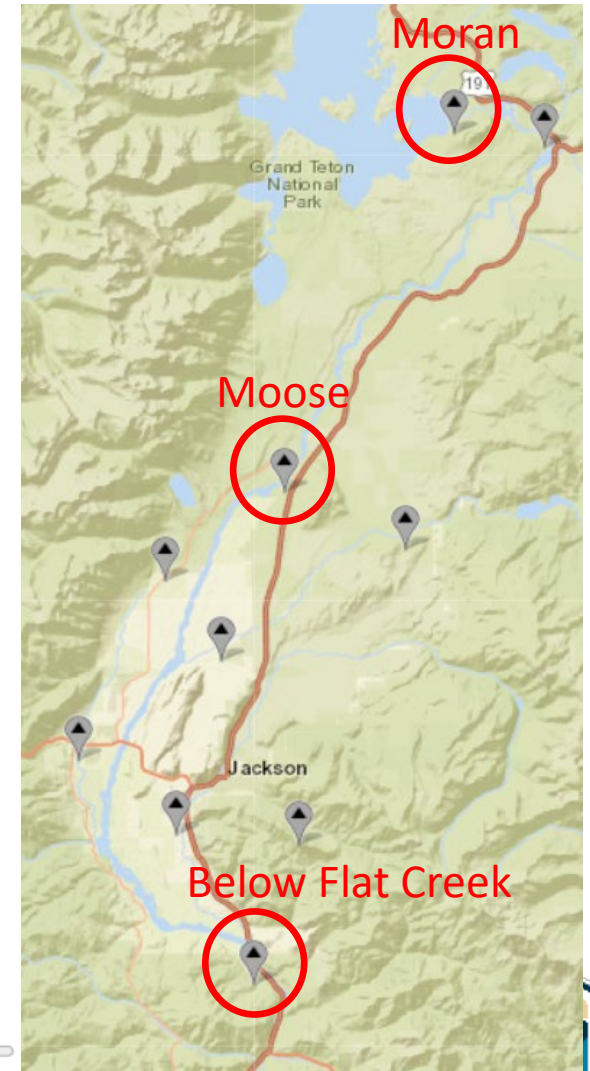 Moran
191
Grand Teton
National
Park
Moose
Jackson
Below Flat Creek